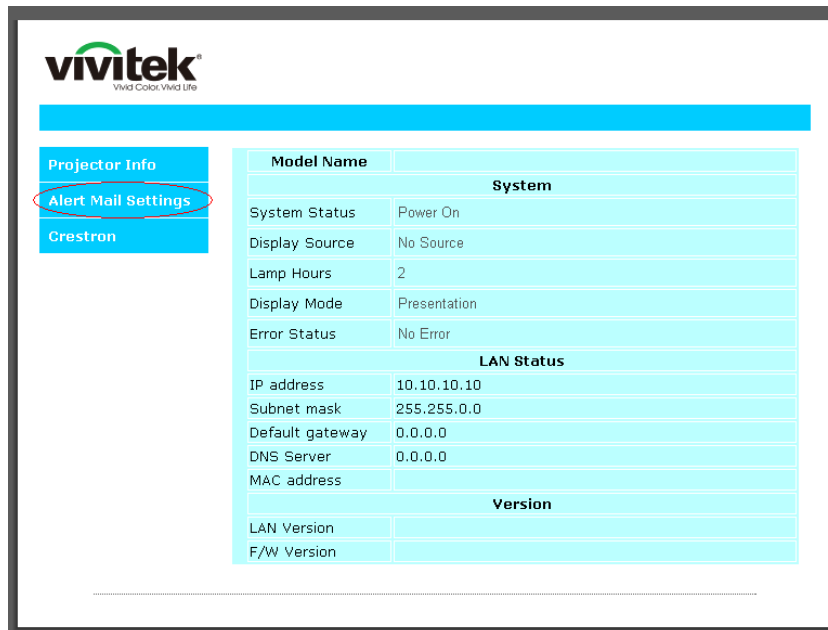 vivitek®
Vivid Color, Vivid Life
Projector Info
Alert Mail Settings
Crestron
Model Name
System
System Status Power On
Display Source No Source
Lamp Hours 2
Display Mode Presentation
Error Status No Error
LAN Status
IP address 10.10.10.10
Subnet mask 255.255.0.0
Default gateway 0.0.0.0
DNS Server 0.0.0.0
MAC address
Version
LAN Version
F/W Version